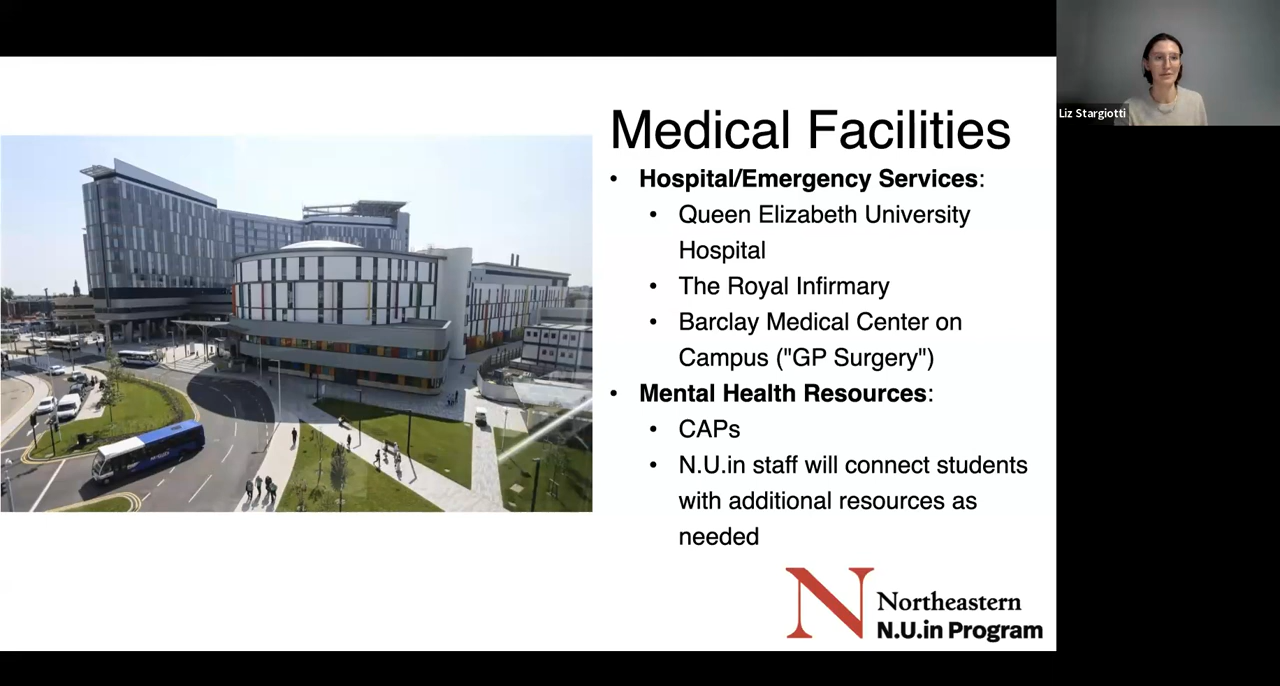 Liz Stargiotti
Medical Facilities
• Hospital/Emergency Services:
• Queen Elizabeth University
Hospital
• The Royal Infirmary
• Barclay Medical Center on
Campus ("GP Surgery")
• Mental Health Resources:
• CAPs
• N.U.in staff will connect students
with additional resources as
needed
N
Northeastern
N.U.in Program